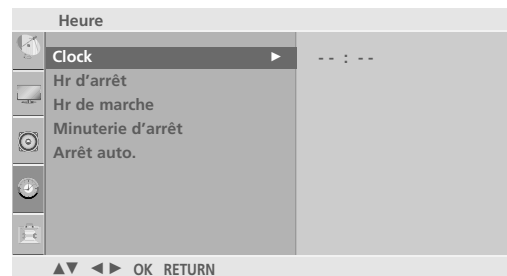 Heure
Clock ► -- : --
Hr d'arrêt
Hr de marche
Minuterie d'arrêt
Arrêt auto.
▲▼ ◄► OK RETURN